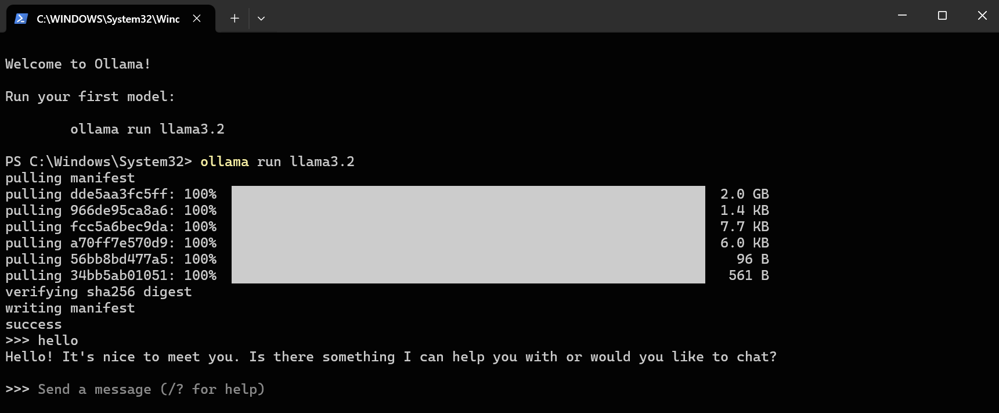 C:\WINDOWS\System32\Winc
Welcome to Ollama!
Run your first model:
ollama run llama3.2
PS C:\Windows\System32> ollama run llama3.2
pulling manifest
pulling dde5aa3fc5ff: 100% 2.0 GB
pulling 966de95ca8a6: 100% 1.4 KB
pulling fcc5a6bec9da: 100% 7.7 KB
pulling a70ff7e570d9: 100% 6.0 KB
pulling 56bb8bd477a5: 100% 96 B
pulling 34bb5ab01051: 100% 561 B
verifying sha256 digest
writing manifest
success
>>> hello
Hello! It's nice to meet you. Is there something I can help you with or would you like to chat?
>>> Send a message (/? for help)